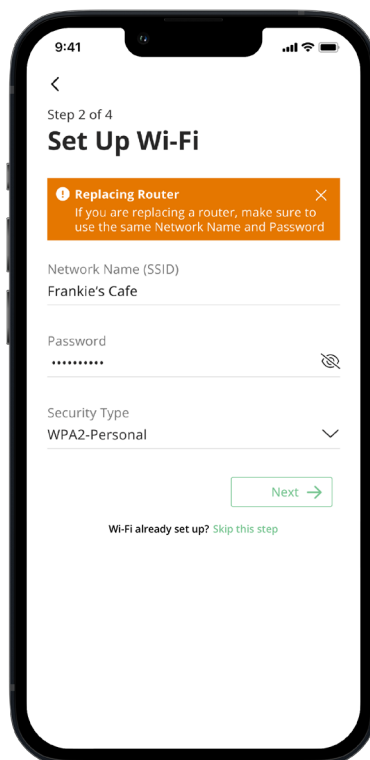 9:41
Step 2 of 4
Set Up Wi-Fi
Replacing Router
If you are replacing a router, make sure to
use the same Network Name and Password
Network Name (SSID)
Frankie's Cafe
Password
••••••••••
Security Type
WPA2-Personal
Next
Wi-Fi already set up? Skip this step